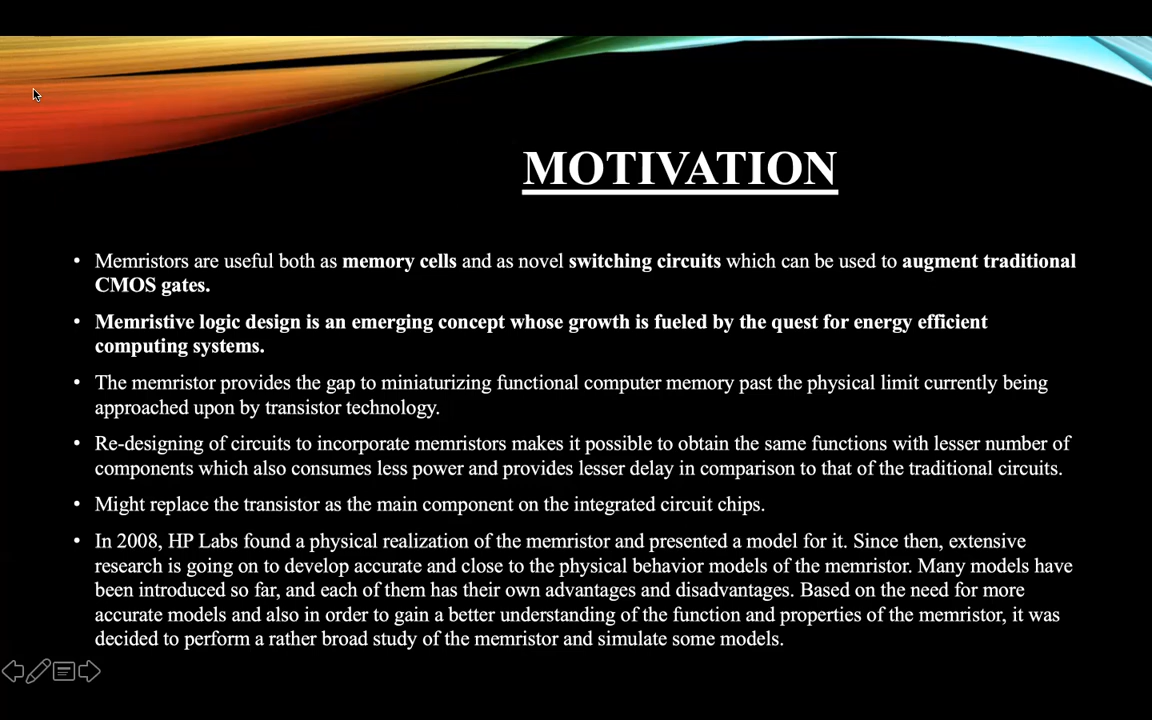 MOTIVATION
• Memristors are useful both as memory cells and as novel switching circuits which can be used to augment traditional
CMOS gates.
• Memristive logic design is an emerging concept whose growth is fueled by the quest for energy efficient
computing systems.
• The memristor provides the gap to miniaturizing functional computer memory past the physical limit currently being
approached upon by transistor technology.
• Re-designing of circuits to incorporate memristors makes it possible to obtain the same functions with lesser number of
components which also consumes less power and provides lesser delay in comparison to that of the traditional circuits.
• Might replace the transistor as the main component on the integrated circuit chips.
• In 2008, HP Labs found a physical realization of the memristor and presented a model for it. Since then, extensive
research is going on to develop accurate and close to the physical behavior models of the memristor. Many models have
been introduced so far, and each of them has their own advantages and disadvantages. Based on the need for more
accurate models and also in order to gain a better understanding of the function and properties of the memristor, it was
decided to perform a rather broad study of the memristor and simulate some models.